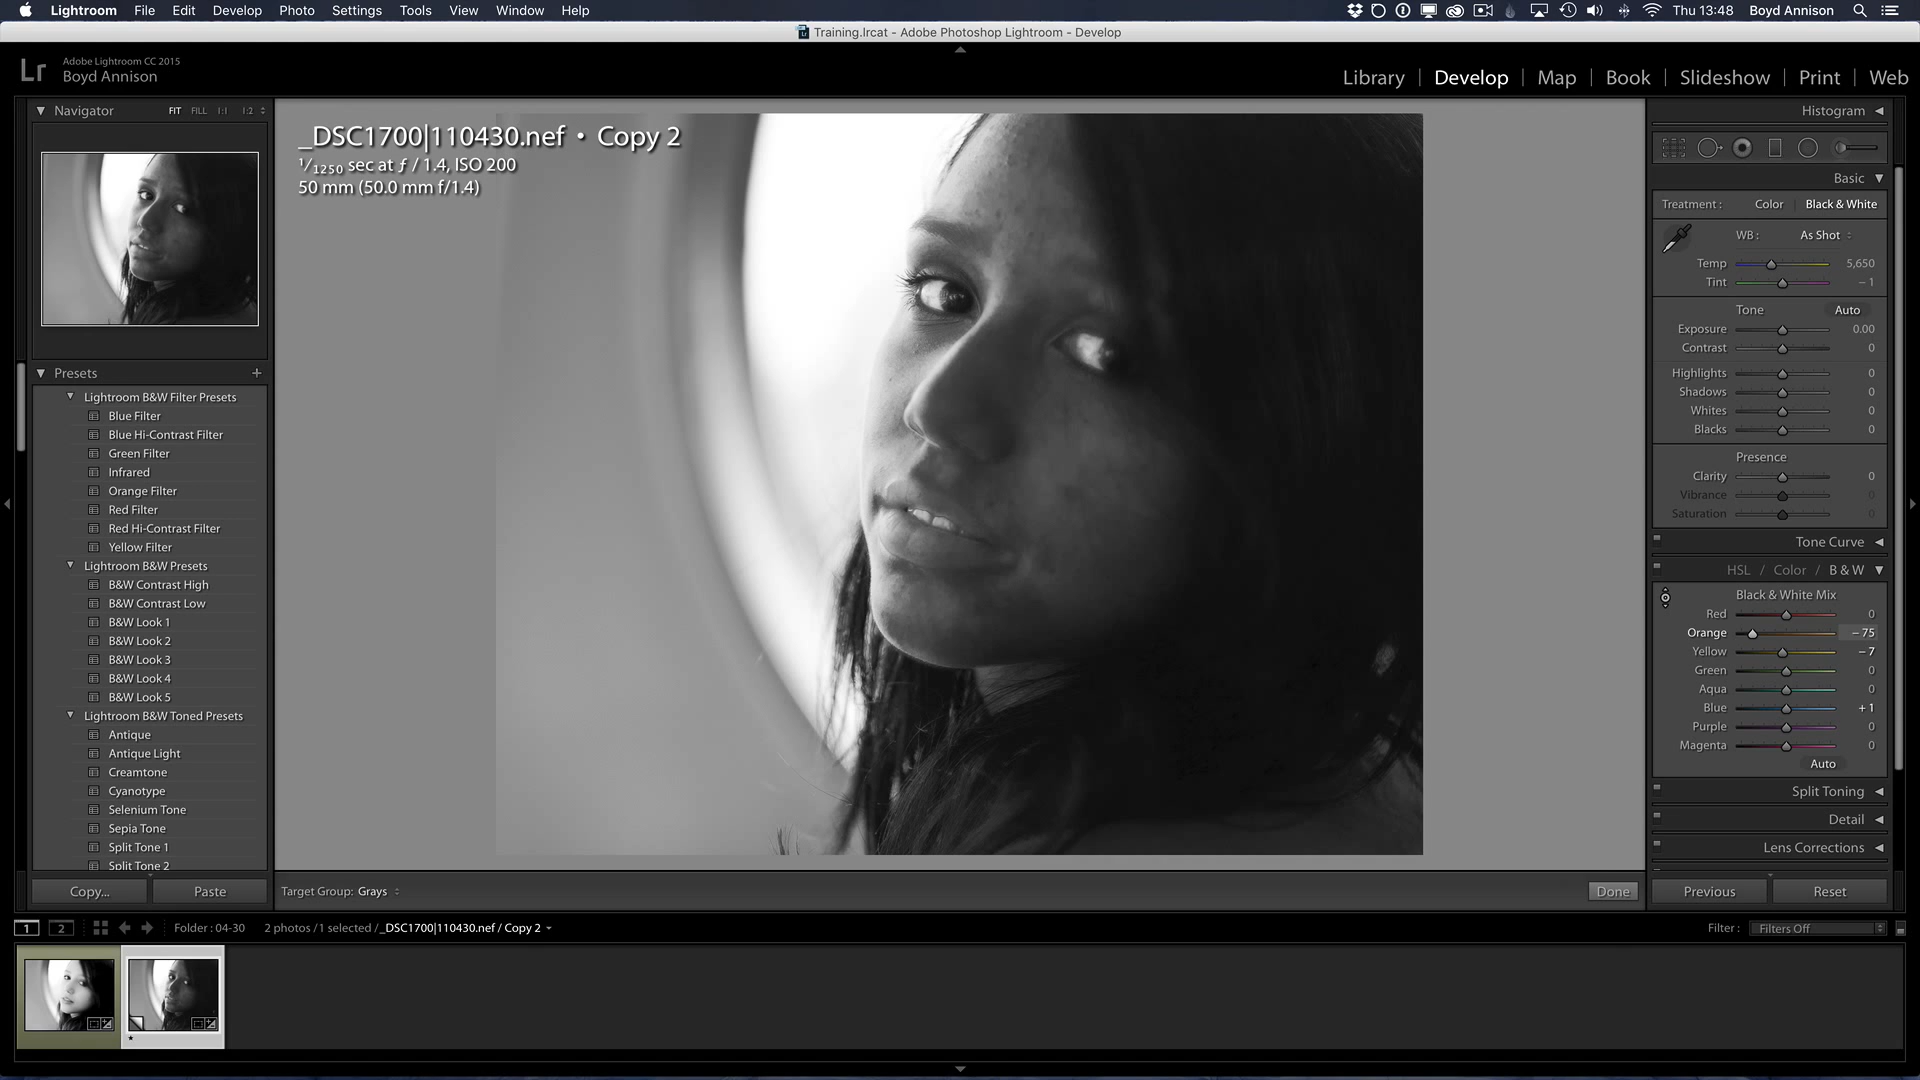 Lightroom File Edit Develop Photo Settings Tools View Window Help Thu 13:48 Boyd Annison
Training.lrcat - Adobe Photoshop Lightroom - Develop
Lr
Adobe Lightroom CC 2015
Boyd Annison
Library | Develop | Map | Book | Slideshow | Print | Web
Navigator FIT FILL 1:1 1:2
_DSC1700|110430.nef • Copy 2
1/1250 sec at ƒ / 1.4, ISO 200
50 mm (50.0 mm f/1.4)
Presets +
Lightroom B&W Filter Presets
Blue Filter
Blue Hi-Contrast Filter
Green Filter
Infrared
Orange Filter
Red Filter
Red Hi-Contrast Filter
Yellow Filter
Lightroom B&W Presets
B&W Contrast High
B&W Contrast Low
B&W Look 1
B&W Look 2
B&W Look 3
B&W Look 4
B&W Look 5
Lightroom B&W Toned Presets
Antique
Antique Light
Creamtone
Cyanotype
Selenium Tone
Sepia Tone
Split Tone 1
Split Tone 2
Copy... Paste
Target Group: Grays
Done
Histogram
Basic
Treatment : Color Black & White
WB : As Shot
Temp 5,650
Tint – 1
Tone Auto
Exposure 0.00
Contrast 0
Highlights 0
Shadows 0
Whites 0
Blacks 0
Presence
Clarity 0
Vibrance 0
Saturation 0
Tone Curve
HSL / Color / B & W
Black & White Mix
Red 0
Orange – 75
Yellow – 7
Green 0
Aqua 0
Blue + 1
Purple 0
Magenta 0
Auto
Split Toning
Detail
Lens Corrections
Previous Reset
1 2 Folder : 04-30 2 photos / 1 selected / _DSC1700|110430.nef / Copy 2 Filter : Filters Off